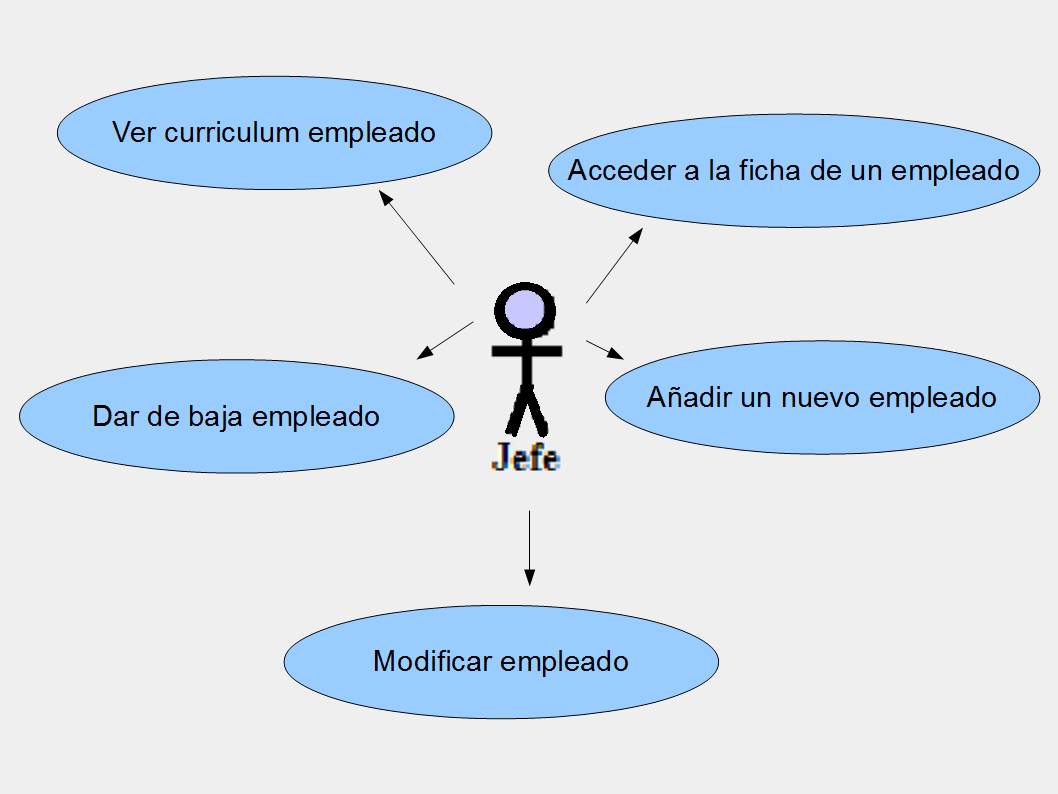 Ver curriculum empleado
Acceder a la ficha de un empleado
Dar de baja empleado
Añadir un nuevo empleado
Jefe
Modificar empleado